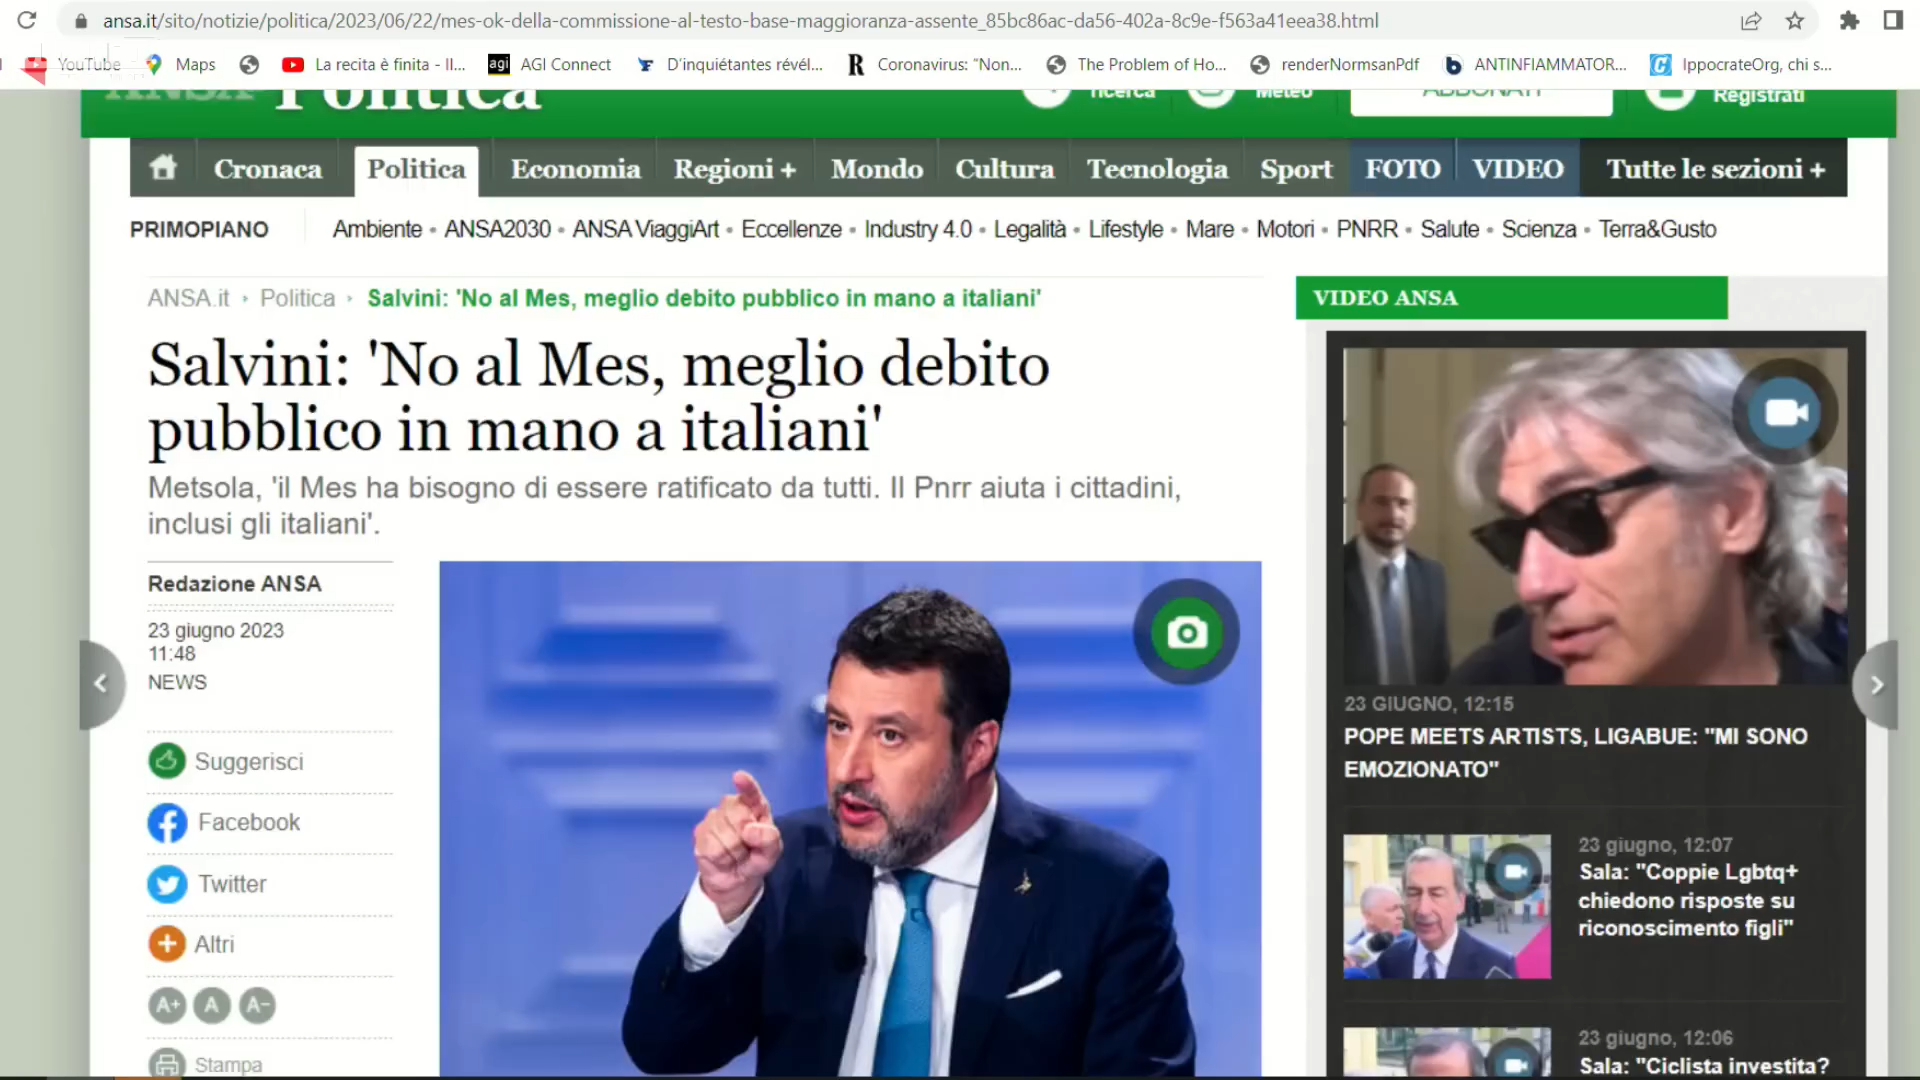 ansa.it/sito/notizie/politica/2023/06/22/mes-ok-della-commissione-al-testo-base-maggioranza-assente_85bc86ac-da56-402a-8c9e-f563a41eea38.html
YouTube Maps La recita è finita - Il... agi AGI Connect D'inquiétantes révél... R Coronavirus: "Non... The Problem of Ho... renderNormsanPdf b ANTINFIAMMATOR... IppocrateOrg, chi s...
ANSA Politica ricerca Meteo ABBONATI Registrati
Cronaca Politica Economia Regioni + Mondo Cultura Tecnologia Sport FOTO VIDEO Tutte le sezioni +
PRIMOPIANO Ambiente • ANSA2030 • ANSA ViaggiArt • Eccellenze • Industry 4.0 • Legalità • Lifestyle • Mare • Motori • PNRR • Salute • Scienza • Terra&Gusto
ANSA.it › Politica › Salvini: 'No al Mes, meglio debito pubblico in mano a italiani'
Salvini: 'No al Mes, meglio debito
pubblico in mano a italiani'
Metsola, 'il Mes ha bisogno di essere ratificato da tutti. Il Pnrr aiuta i cittadini,
inclusi gli italiani'.
Redazione ANSA
23 giugno 2023
11:48
NEWS
Suggerisci
Facebook
Twitter
Altri
A+ A A-
Stampa
VIDEO ANSA
23 GIUGNO, 12:15
POPE MEETS ARTISTS, LIGABUE: "MI SONO
EMOZIONATO"
23 giugno, 12:07
Sala: "Coppie Lgbtq+
chiedono risposte su
riconoscimento figli"
23 giugno, 12:06
Sala: "Ciclista investita?